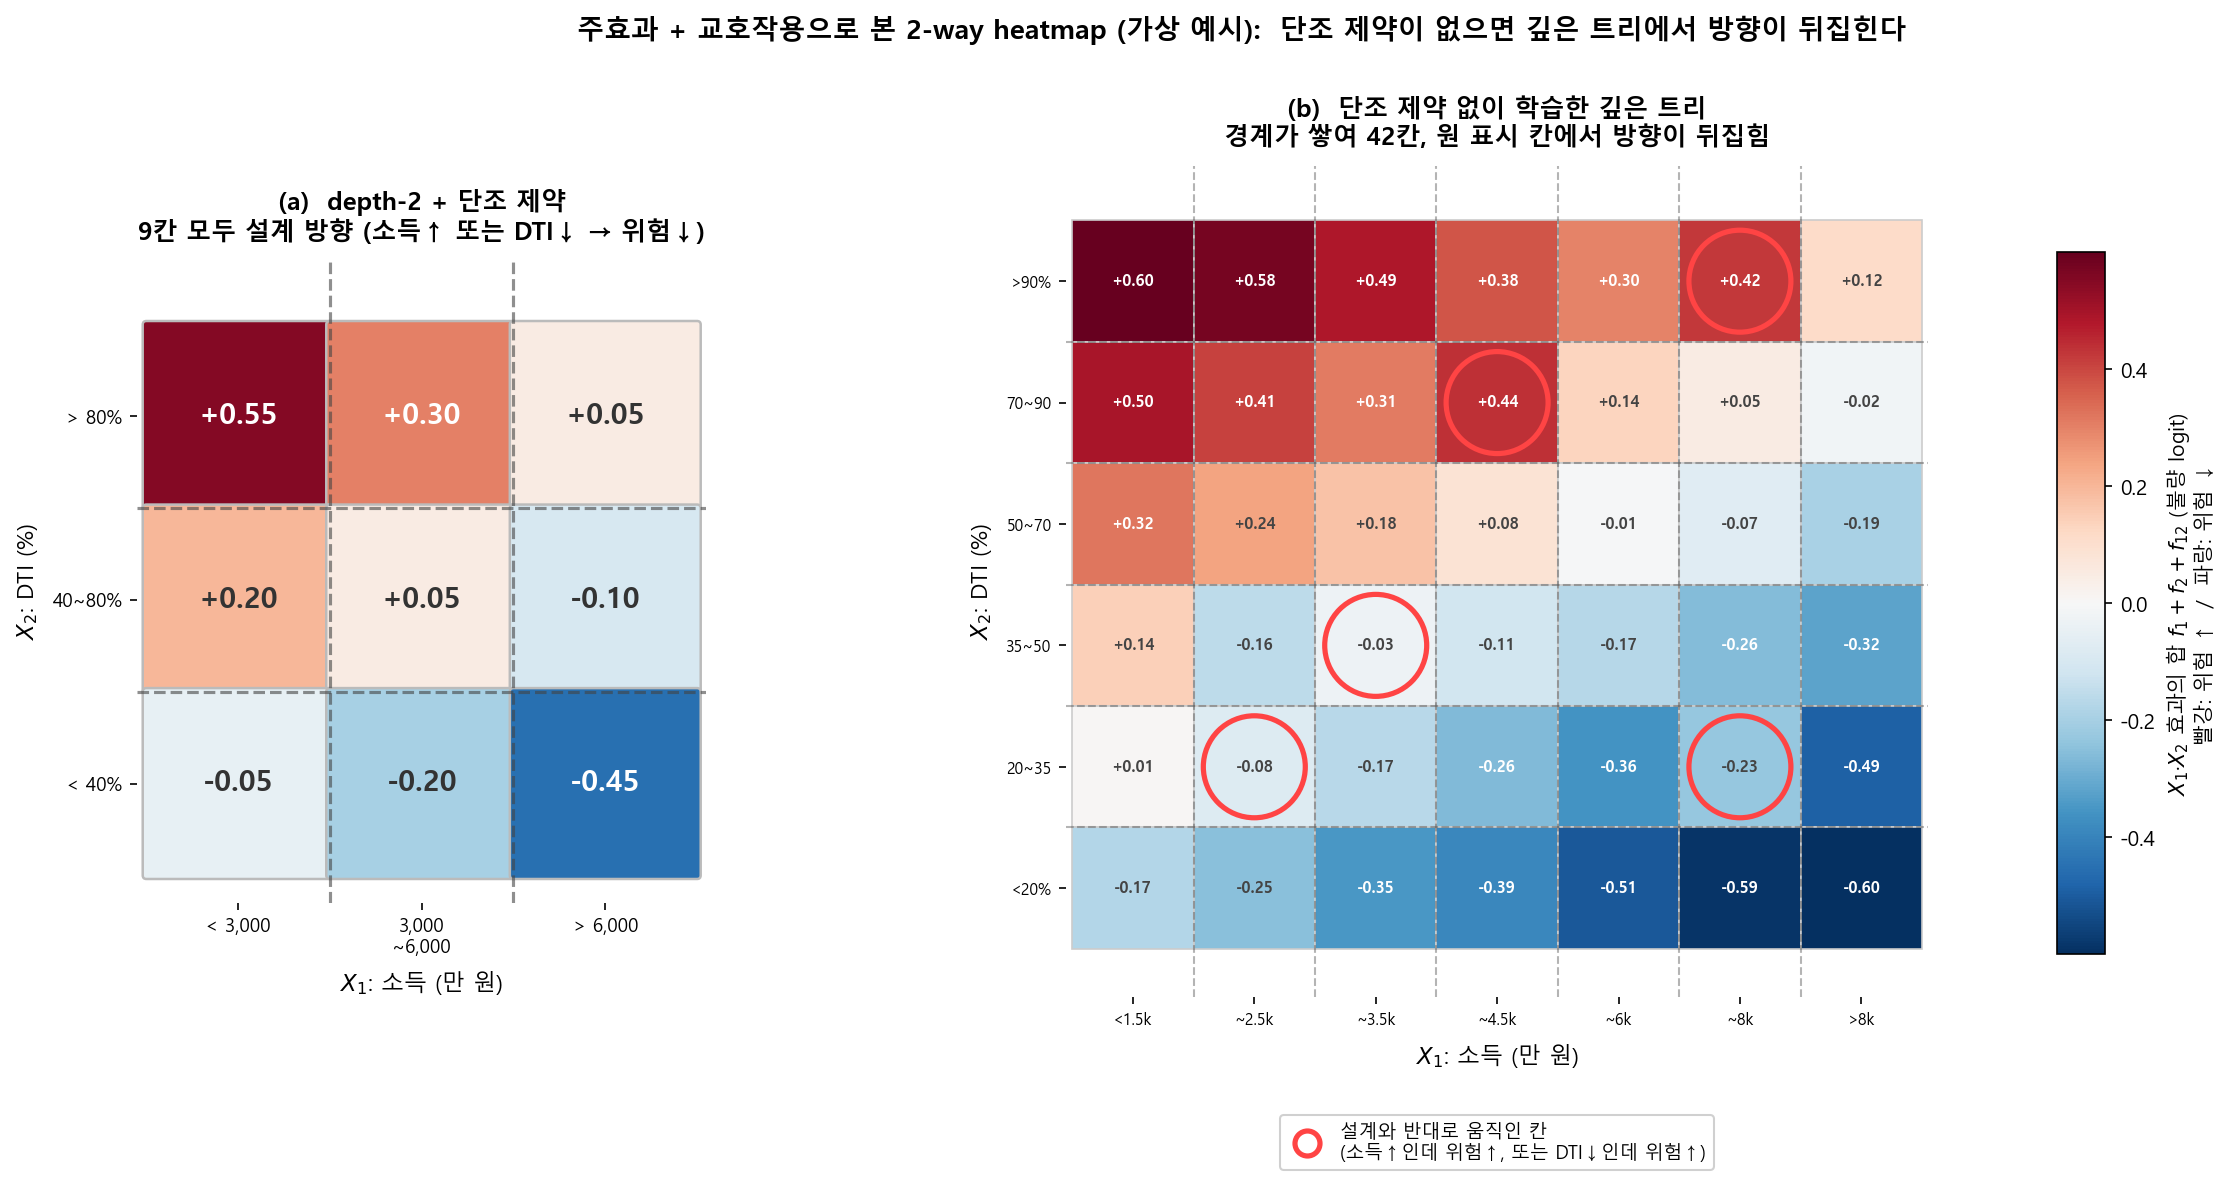 주효과 + 교호작용으로 본 2-way heatmap (가상 예시): 단조 제약이 없으면 깊은 트리에서 방향이 뒤집힌다
(a) depth-2 + 단조 제약
9칸 모두 설계 방향 (소득↑ 또는 DTI↓ → 위험↓)
X₂: DTI (%)
> 80%
+0.55 +0.30 +0.05
40~80%
+0.20 +0.05 -0.10
< 40%
-0.05 -0.20 -0.45
< 3,000
3,000
~6,000
> 6,000
X₁: 소득 (만 원)
(b) 단조 제약 없이 학습한 깊은 트리
경계가 쌓여 42칸, 원 표시 칸에서 방향이 뒤집힘
X₂: DTI (%)
>90% +0.60 +0.58 +0.49 +0.38 +0.30 +0.42 +0.12
70~90 +0.50 +0.41 +0.31 +0.44 +0.14 +0.05 -0.02
50~70 +0.32 +0.24 +0.18 +0.08 -0.01 -0.07 -0.19
35~50 +0.14 -0.16 -0.03 -0.11 -0.17 -0.26 -0.32
20~35 +0.01 -0.08 -0.17 -0.26 -0.36 -0.23 -0.49
<20% -0.17 -0.25 -0.35 -0.39 -0.51 -0.59 -0.60
<1.5k ~2.5k ~3.5k ~4.5k ~6k ~8k >8k
X₁: 소득 (만 원)
설계와 반대로 움직인 칸
(소득↑인데 위험↑, 또는 DTI↓인데 위험↑)
0.4
0.2
0.0
-0.2
-0.4
X₁·X₂ 효과의 합 f₁ + f₂ + f₁₂ (불량 logit)
빨강: 위험 ↑ / 파랑: 위험 ↓